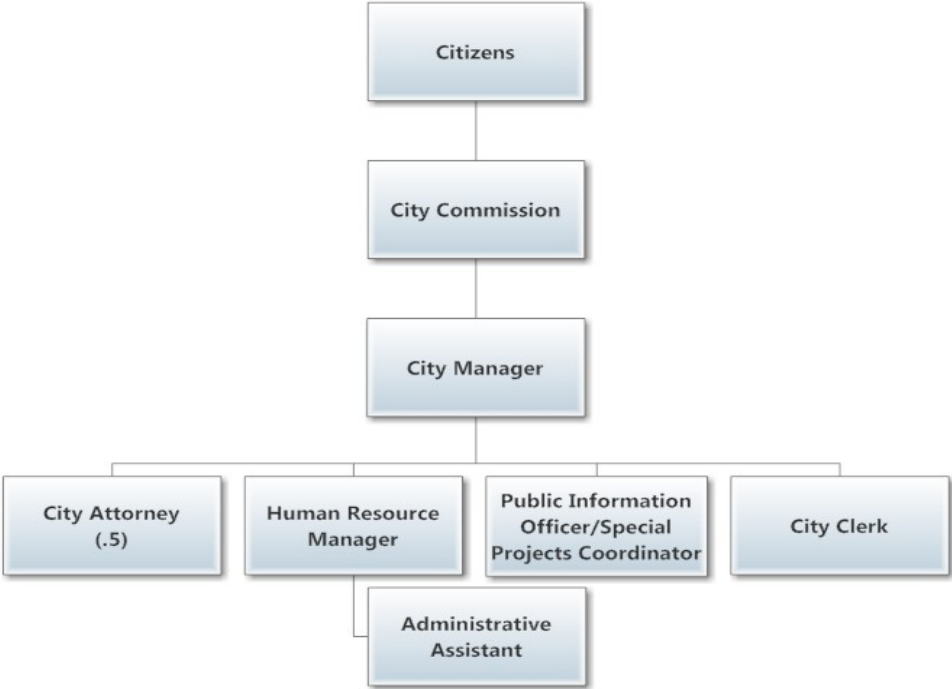 Citizens
City Commission
City Manager
City Attorney
(.5)
Human Resource
Manager
Public Information
Officer/Special
Projects Coordinator
City Clerk
Administrative
Assistant